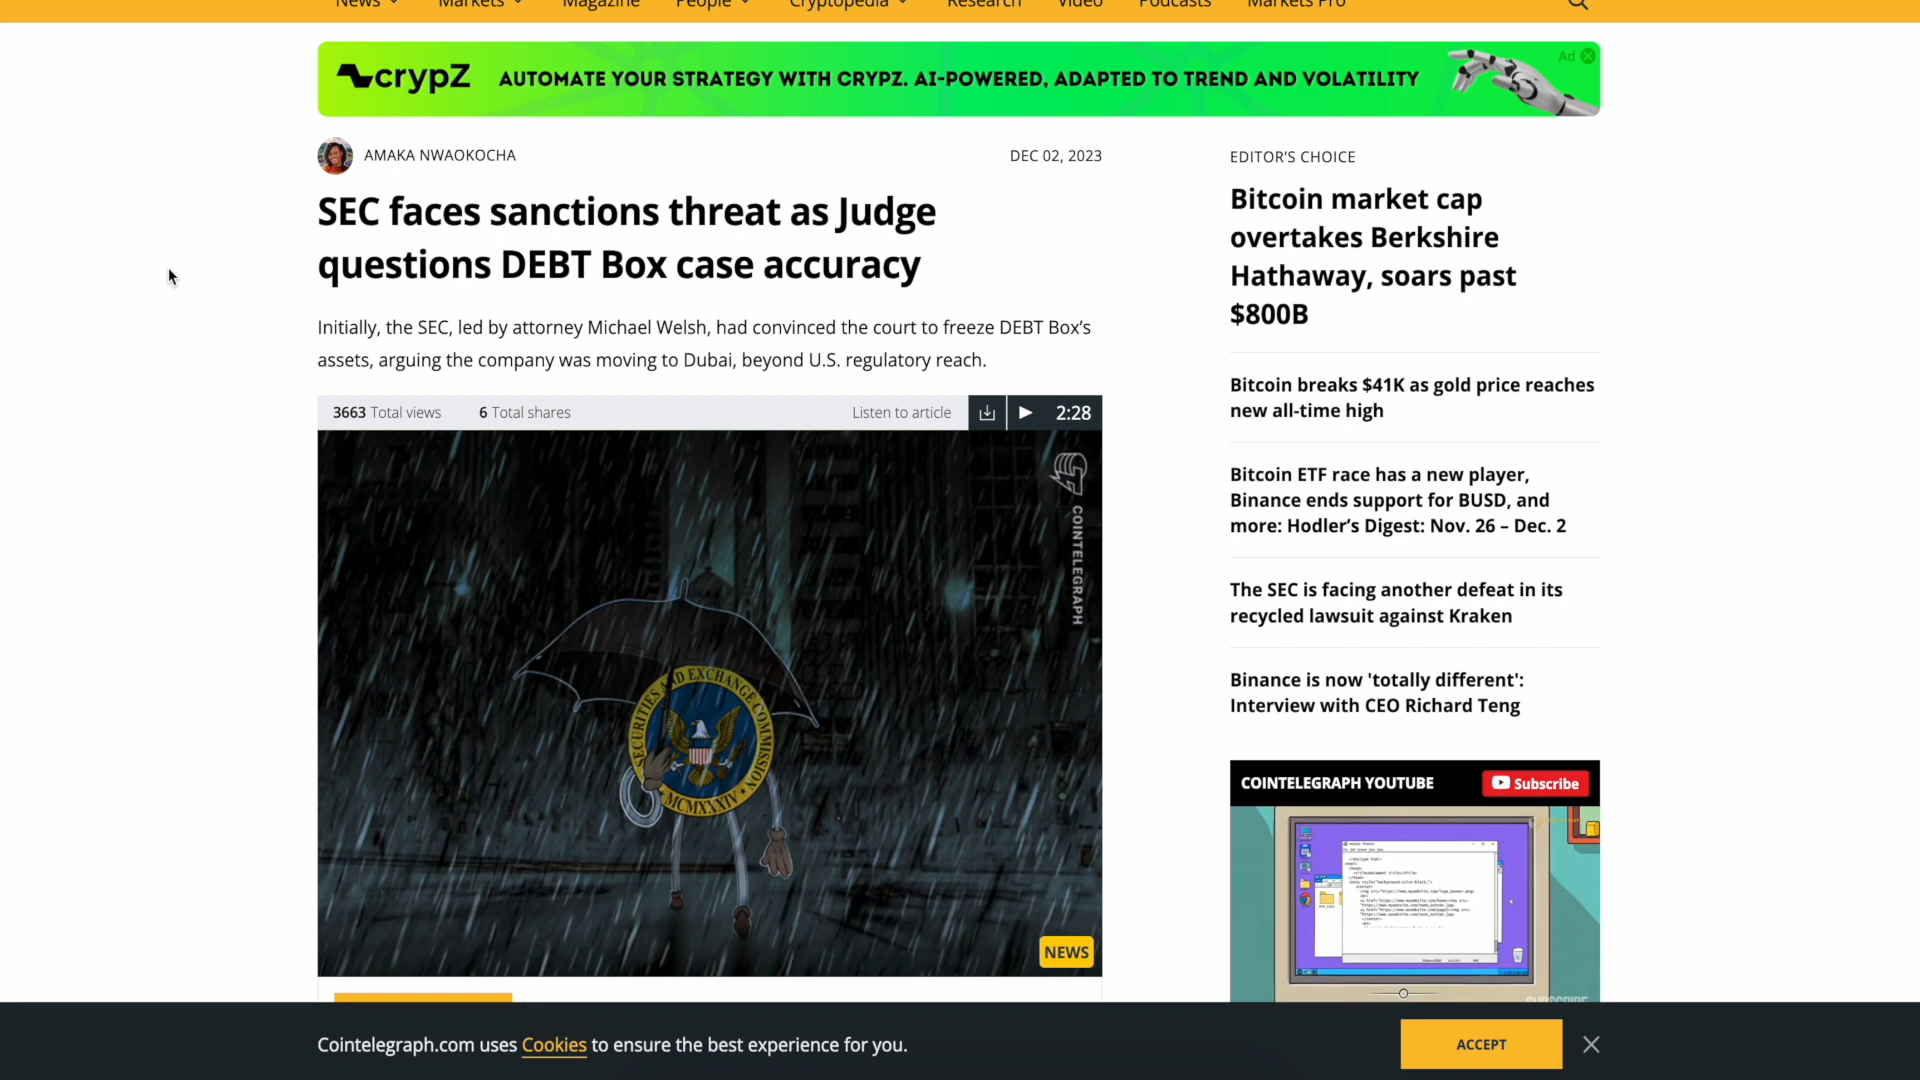 News
Markets
Magazine
People
Cryptopedia
Research
Video
Podcasts
Markets Pro
crypZ
AUTOMATE YOUR STRATEGY WITH CRYPZ. AI-POWERED, ADAPTED TO TREND AND VOLATILITY
Ad
AMAKA NWAOKOCHA
DEC 02, 2023
SEC faces sanctions threat as Judge
questions DEBT Box case accuracy
Initially, the SEC, led by attorney Michael Welsh, had convinced the court to freeze DEBT Box’s
assets, arguing the company was moving to Dubai, beyond U.S. regulatory reach.
3663 Total views
6 Total shares
Listen to article
2:28
COINTELEGRAPH
SECURITIES AND EXCHANGE COMMISSION
MCMXXXIV
NEWS
EDITOR’S CHOICE
Bitcoin market cap
overtakes Berkshire
Hathaway, soars past
$800B
Bitcoin breaks $41K as gold price reaches
new all-time high
Bitcoin ETF race has a new player,
Binance ends support for BUSD, and
more: Hodler’s Digest: Nov. 26 – Dec. 2
The SEC is facing another defeat in its
recycled lawsuit against Kraken
Binance is now 'totally different':
Interview with CEO Richard Teng
COINTELEGRAPH YOUTUBE
Subscribe
SUBSCRIBE
Cointelegraph.com uses Cookies to ensure the best experience for you.
ACCEPT